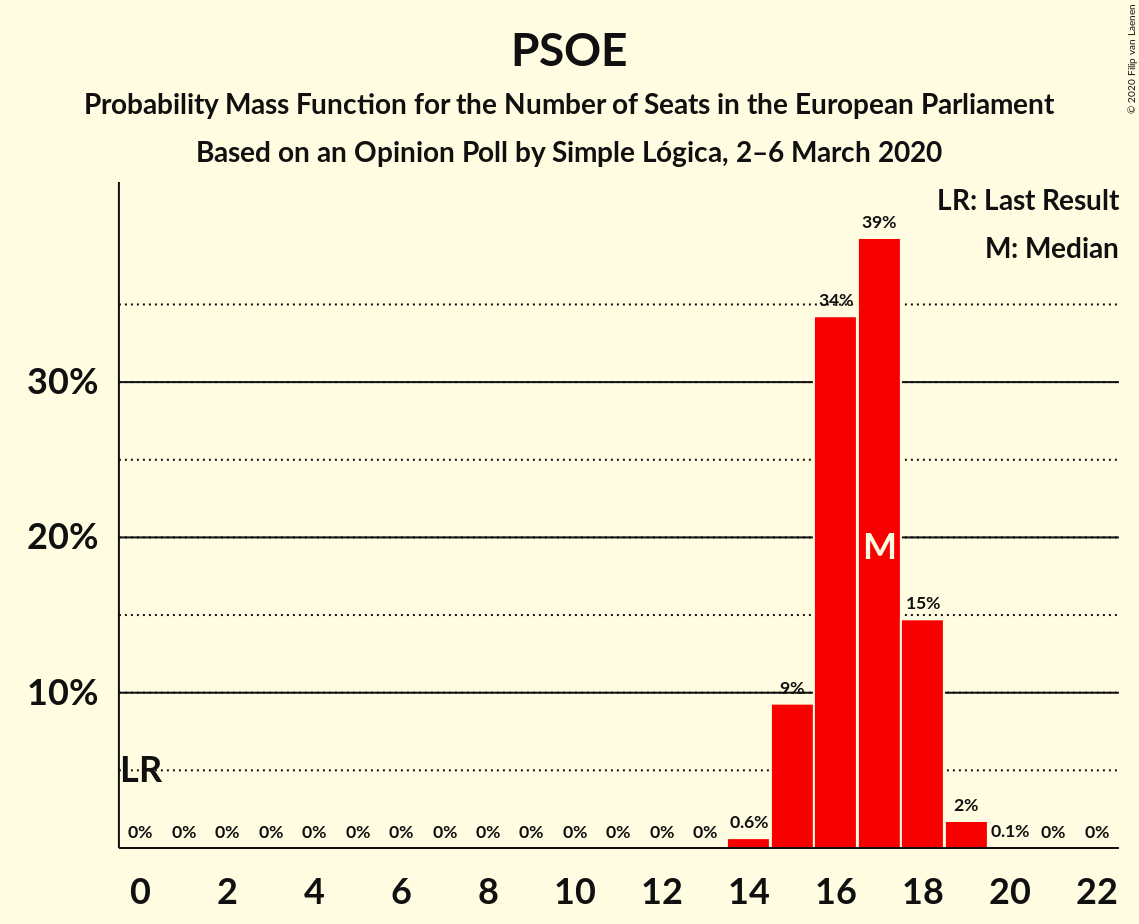 PSOE
Probability Mass Function for the Number of Seats in the European Parliament
Based on an Opinion Poll by Simple Lógica, 2–6 March 2020
© 2020 Filip van Laenen
LR: Last Result
M: Median
39%
34%
30%
20%
M
15%
10%
9%
LR
0% 0% 0% 0% 0% 0% 0% 0% 0% 0% 0% 0% 0% 0% 0.6% 2% 0.1% 0% 0%
0 2 4 6 8 10 12 14 16 18 20 22